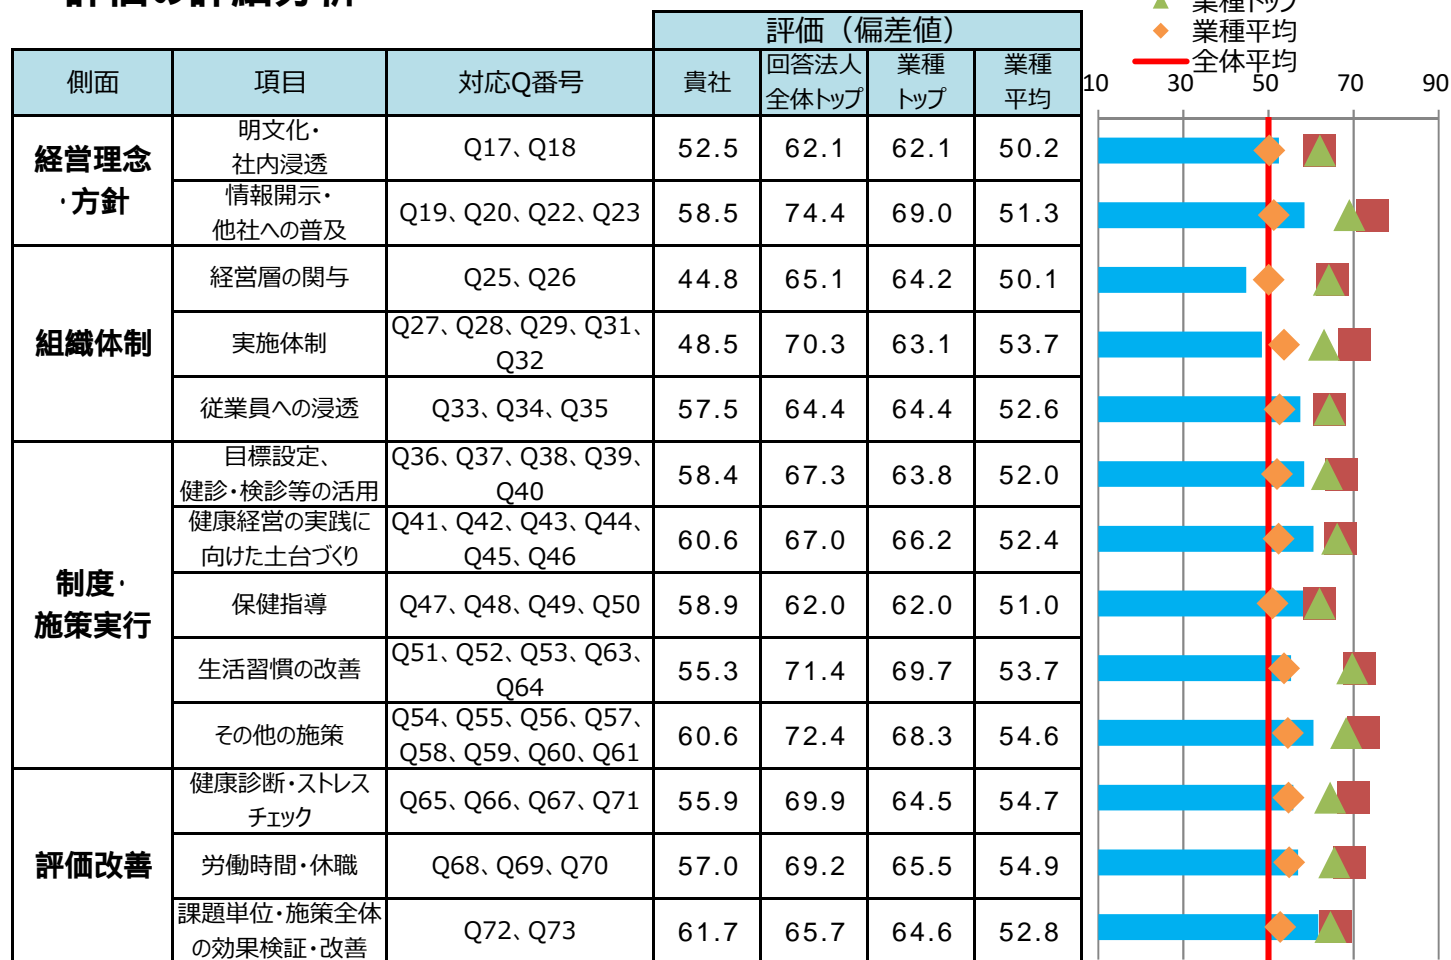 評価の詳細分析
業種トップ
業種平均
全体平均
評価（偏差値）
側面 項目 対応Q番号 貴社 回答法人 業種 業種
全体トップ トップ 平均
10 30 50 70 90
経営理念
・方針
明文化・
社内浸透
Q17、Q18 52.5 62.1 62.1 50.2
情報開示・
他社への普及
Q19、Q20、Q22、Q23 58.5 74.4 69.0 51.3
組織体制
経営層の関与 Q25、Q26 44.8 65.1 64.2 50.1
実施体制
Q27、Q28、Q29、Q31、
Q32
48.5 70.3 63.1 53.7
従業員への浸透 Q33、Q34、Q35 57.5 64.4 64.4 52.6
制度・
施策実行
目標設定、
健診・検診等の活用
Q36、Q37、Q38、Q39、
Q40
58.4 67.3 63.8 52.0
健康経営の実践に
向けた土台づくり
Q41、Q42、Q43、Q44、
Q45、Q46
60.6 67.0 66.2 52.4
保健指導 Q47、Q48、Q49、Q50 58.9 62.0 62.0 51.0
生活習慣の改善
Q51、Q52、Q53、Q63、
Q64
55.3 71.4 69.7 53.7
その他の施策
Q54、Q55、Q56、Q57、
Q58、Q59、Q60、Q61
60.6 72.4 68.3 54.6
評価改善
健康診断・ストレス
チェック
Q65、Q66、Q67、Q71 55.9 69.9 64.5 54.7
労働時間・休職 Q68、Q69、Q70 57.0 69.2 65.5 54.9
課題単位・施策全体
の効果検証・改善
Q72、Q73 61.7 65.7 64.6 52.8